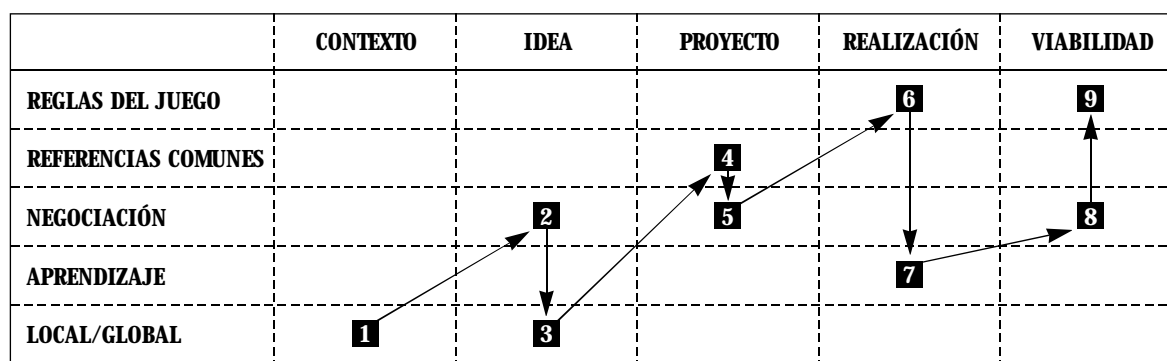 CONTEXTO IDEA PROYECTO REALIZACIÓN VIABILIDAD
REGLAS DEL JUEGO 6 9
REFERENCIAS COMUNES 4
NEGOCIACIÓN 2 5 8
APRENDIZAJE 7
LOCAL/GLOBAL 1 3